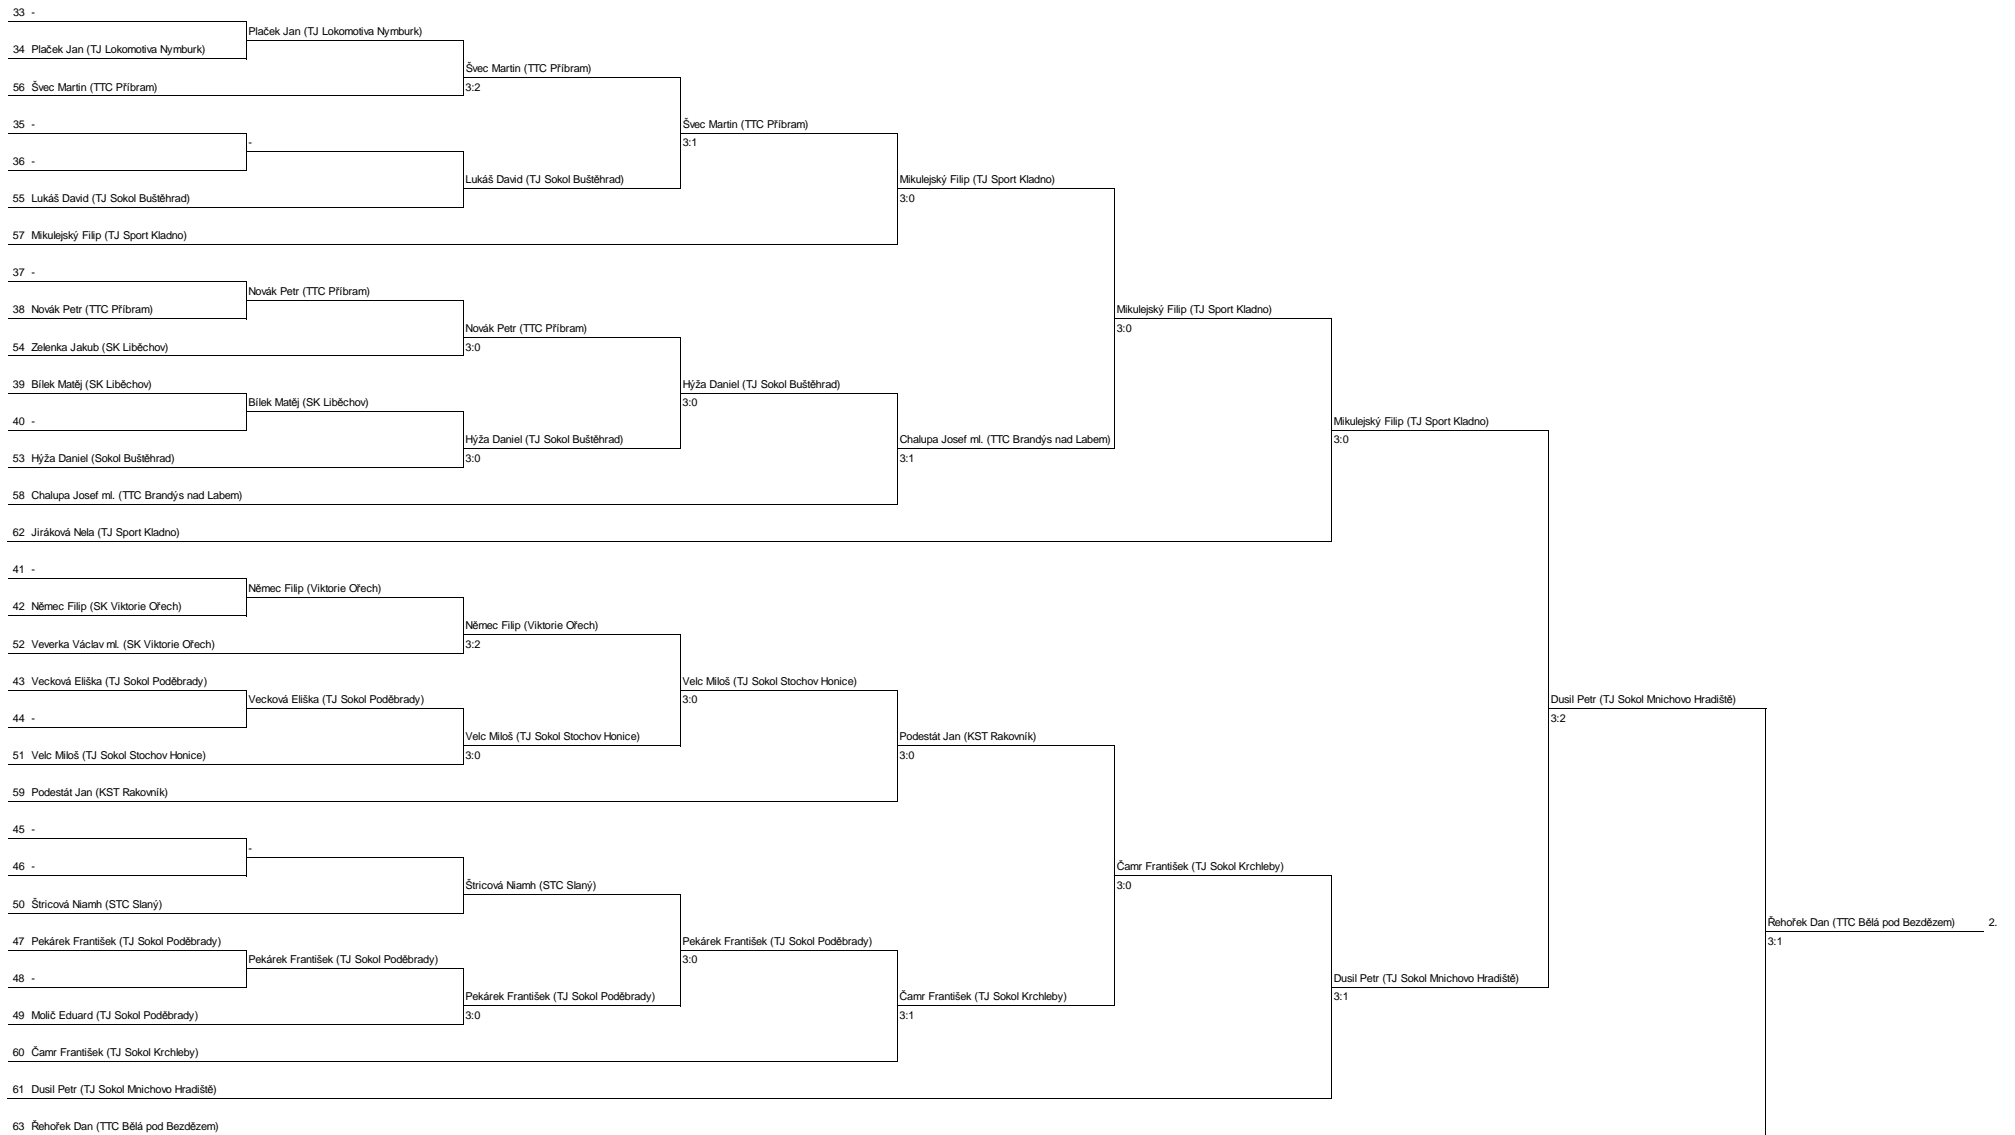 33 -
Plaček Jan (TJ Lokomotiva Nymburk)
34 Plaček Jan (TJ Lokomotiva Nymburk)
Švec Martin (TTC Příbram)
56 Švec Martin (TTC Příbram)
3:2
35 -
Švec Martin (TTC Příbram)
-
3:1
36 -
Lukáš David (TJ Sokol Buštěhrad)
Mikulejský Filip (TJ Sport Kladno)
55 Lukáš David (TJ Sokol Buštěhrad)
3:0
57 Mikulejský Filip (TJ Sport Kladno)
37 -
Novák Petr (TTC Příbram)
38 Novák Petr (TTC Příbram)
Mikulejský Filip (TJ Sport Kladno)
Novák Petr (TTC Příbram)
3:0
54 Zelenka Jakub (SK Liběchov)
3:0
39 Bílek Matěj (SK Liběchov)
Hýža Daniel (TJ Sokol Buštěhrad)
Bílek Matěj (SK Liběchov)
3:0
40 -
Mikulejský Filip (TJ Sport Kladno)
Hýža Daniel (TJ Sokol Buštěhrad)
Chalupa Josef ml. (TTC Brandýs nad Labem)
3:0
53 Hýža Daniel (Sokol Buštěhrad)
3:0
3:1
58 Chalupa Josef ml. (TTC Brandýs nad Labem)
62 Jiráková Nela (TJ Sport Kladno)
41 -
Němec Filip (Viktorie Ořech)
42 Němec Filip (SK Viktorie Ořech)
Němec Filip (Viktorie Ořech)
52 Veverka Václav ml. (SK Viktorie Ořech)
3:2
43 Vecková Eliška (TJ Sokol Poděbrady)
Velc Miloš (TJ Sokol Stochov Honice)
Vecková Eliška (TJ Sokol Poděbrady)
3:0
Dusil Petr (TJ Sokol Mnichovo Hradiště)
44 -
3:2
Velc Miloš (TJ Sokol Stochov Honice)
Podestát Jan (KST Rakovník)
51 Velc Miloš (TJ Sokol Stochov Honice)
3:0
3:0
59 Podestát Jan (KST Rakovník)
45 -
-
46 -
Čamr František (TJ Sokol Krchleby)
Štricová Niamh (STC Slaný)
3:0
50 Štricová Niamh (STC Slaný)
Řehořek Dan (TTC Bělá pod Bezdězem) 2.
47 Pekárek František (TJ Sokol Poděbrady)
Pekárek František (TJ Sokol Poděbrady)
3:1
Pekárek František (TJ Sokol Poděbrady)
3:0
48 -
Dusil Petr (TJ Sokol Mnichovo Hradiště)
Pekárek František (TJ Sokol Poděbrady)
Čamr František (TJ Sokol Krchleby)
3:1
49 Molič Eduard (TJ Sokol Poděbrady)
3:0
3:1
60 Čamr František (TJ Sokol Krchleby)
61 Dusil Petr (TJ Sokol Mnichovo Hradiště)
63 Řehořek Dan (TTC Bělá pod Bezdězem)